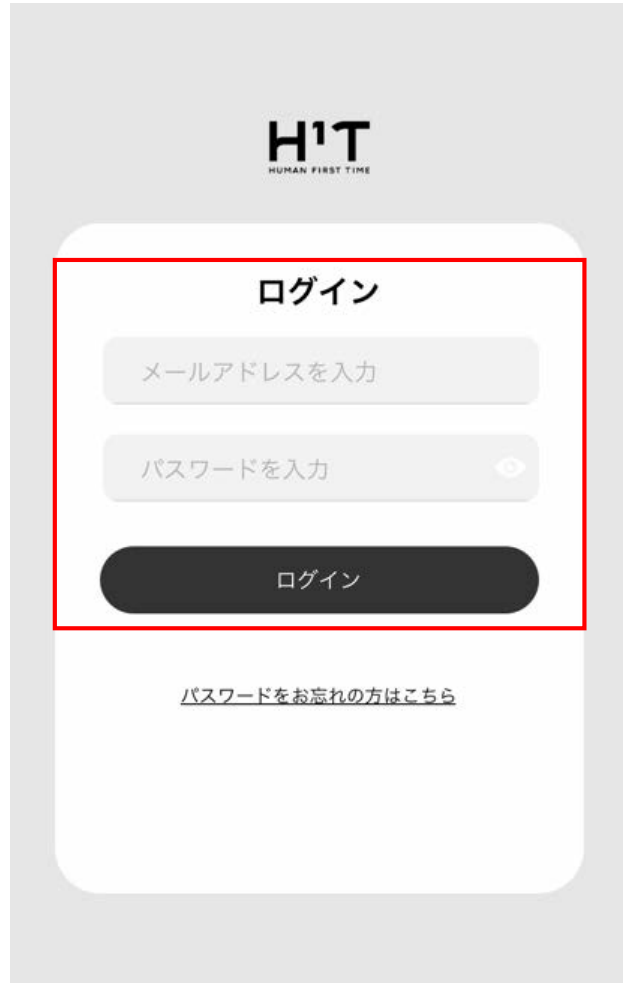 H¹T
HUMAN FIRST TIME
ログイン
メールアドレスを入力
パスワードを入力
ログイン
パスワードをお忘れの方はこちら